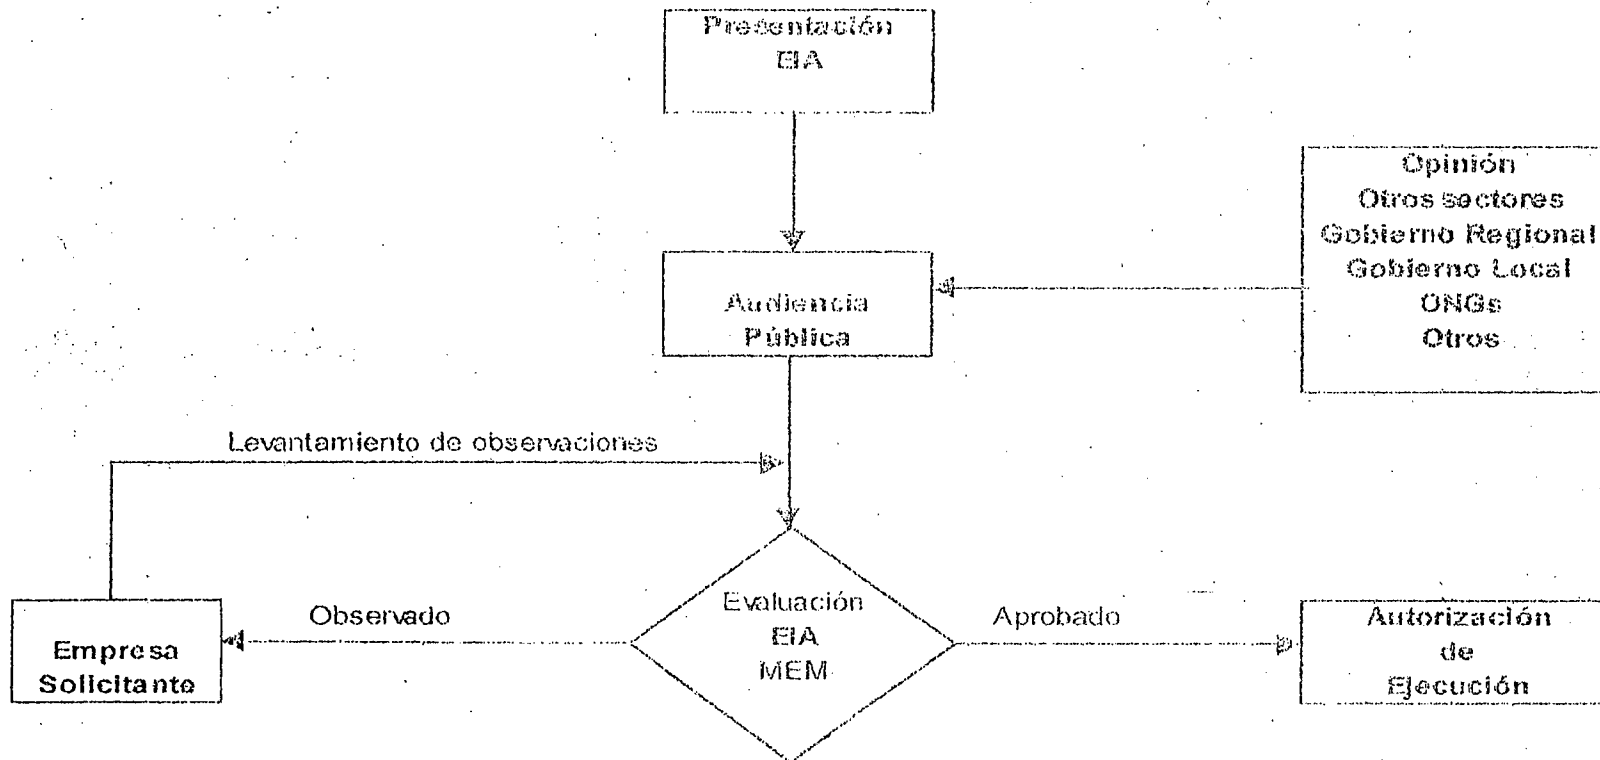 Presentación
EIA
Opinión
Otros sectores
Gobierno Regional
Gobierno Local
ONGs
Otros
Audiencia
Pública
Levantamiento de observaciones
Observado
Evaluación
EIA
MEM
Aprobado
Empresa
Solicitante
Autorización
de
Ejecución